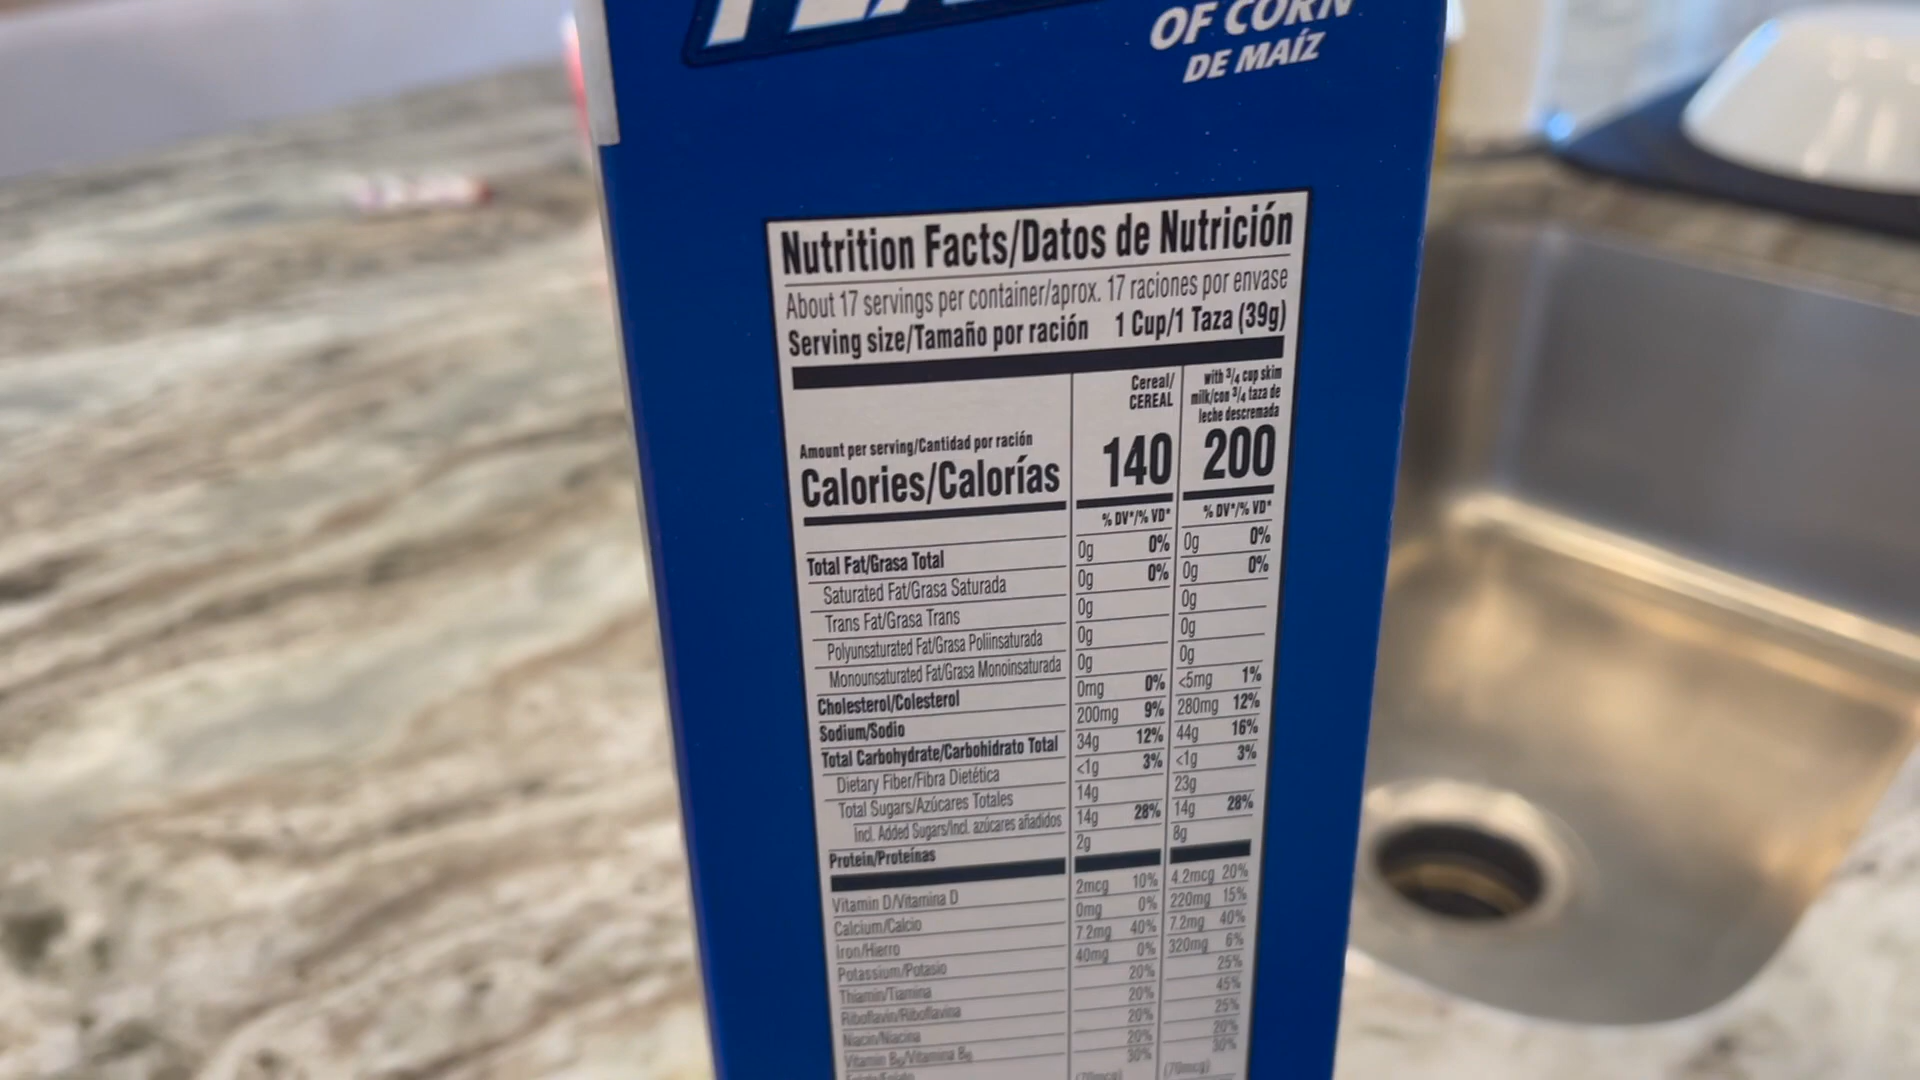 OF CORN
DE MAÍZ
Nutrition Facts/Datos de Nutrición
About 17 servings per container/aprox. 17 raciones por envase
Serving size/Tamaño por ración 1 Cup/1 Taza (39g)
Cereal/
CEREAL
with 3/4 cup skim
milk/con 3/4 taza de
leche descremada
Amount per serving/Cantidad por ración
Calories/Calorías 140 200
% DV*/% VD* % DV*/% VD*
Total Fat/Grasa Total 0g 0% 0g 0%
Saturated Fat/Grasa Saturada 0g 0% 0g 0%
Trans Fat/Grasa Trans 0g 0g
Polyunsaturated Fat/Grasa Poliinsaturada 0g 0g
Monounsaturated Fat/Grasa Monoinsaturada 0g 0g
Cholesterol/Colesterol 0mg 0% <5mg 1%
Sodium/Sodio 200mg 9% 280mg 12%
Total Carbohydrate/Carbohidrato Total 34g 12% 44g 16%
Dietary Fiber/Fibra Dietética <1g 3% <1g 3%
Total Sugars/Azúcares Totales 14g 23g
Incl. Added Sugars/Incl. azúcares añadidos 14g 28% 14g 28%
Protein/Proteínas 2g 8g
Vitamin D/Vitamina D 2mcg 10% 4.2mcg 20%
Calcium/Calcio 0mg 0% 220mg 15%
Iron/Hierro 7.2mg 40% 7.2mg 40%
Potassium/Potasio 40mg 0% 320mg 6%
Thiamin/Tiamina 20% 25%
Riboflavin/Riboflavina 20% 45%
Niacin/Niacina 20% 25%
Vitamin B6/Vitamina B6 20% 20%
30% 30%
(70mcg)